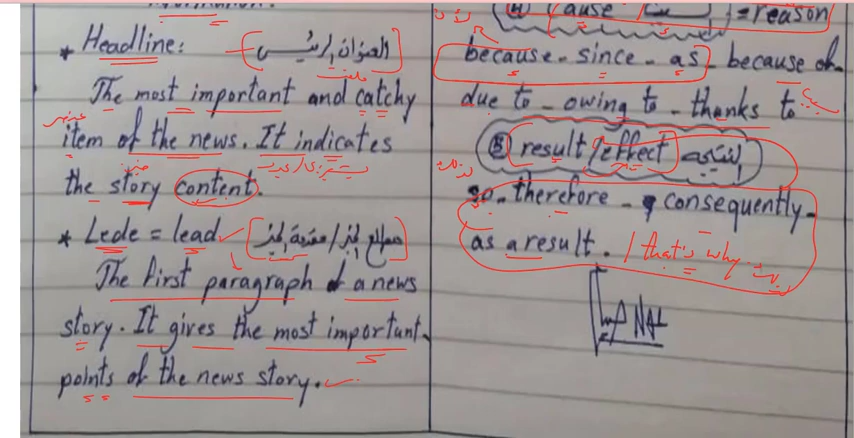 * Headline: [العنوان الرئيسي]
The most important and catchy
item of the news. It indicates
the story content.
* Lede = lead [مطلع الخبر / مقدمة الخبر]
The first paragraph of a news
story. It gives the most important
points of the news story.
(A) cause / سبب = reason
because - since - as - because of
due to - owing to - thanks to
(B) result / effect النتيجة
so - therefore - consequently -
as a result. / that's why